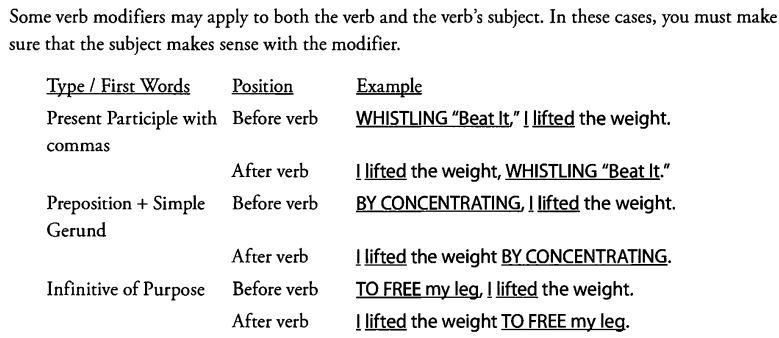 Some verb modifiers may apply to both the verb and the verb's subject. In these cases, you must make
sure that the subject makes sense with the modifier.
Type / First Words Position Example
Present Participle with Before verb WHISTLING "Beat It," I lifted the weight.
commas
After verb I lifted the weight, WHISTLING "Beat It."
Preposition + Simple Before verb BY CONCENTRATING, I lifted the weight.
Gerund
After verb I lifted the weight BY CONCENTRATING.
Infinitive of Purpose Before verb TO FREE my leg, I lifted the weight.
After verb I lifted the weight TO FREE my leg.